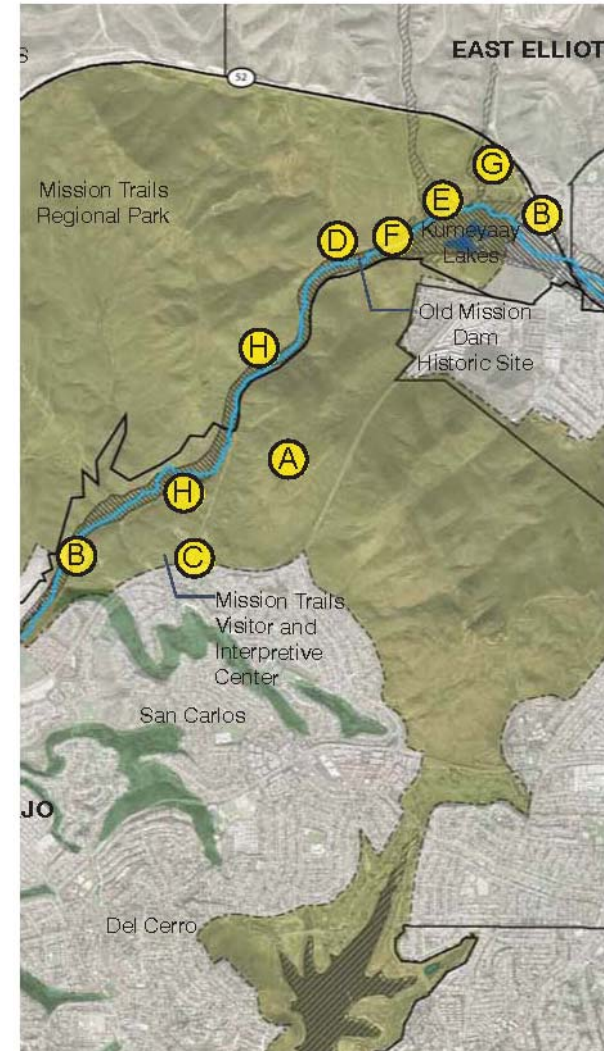 S
EAST ELLIOT
52
G
Mission Trails
Regional Park
E
B
D
F
Kumeyaay
Lakes
Old Mission
Dam
Historic Site
H
A
H
B
C
Mission Trails
Visitor and
Interpretive
Center
San Carlos
JO
Del Cerro